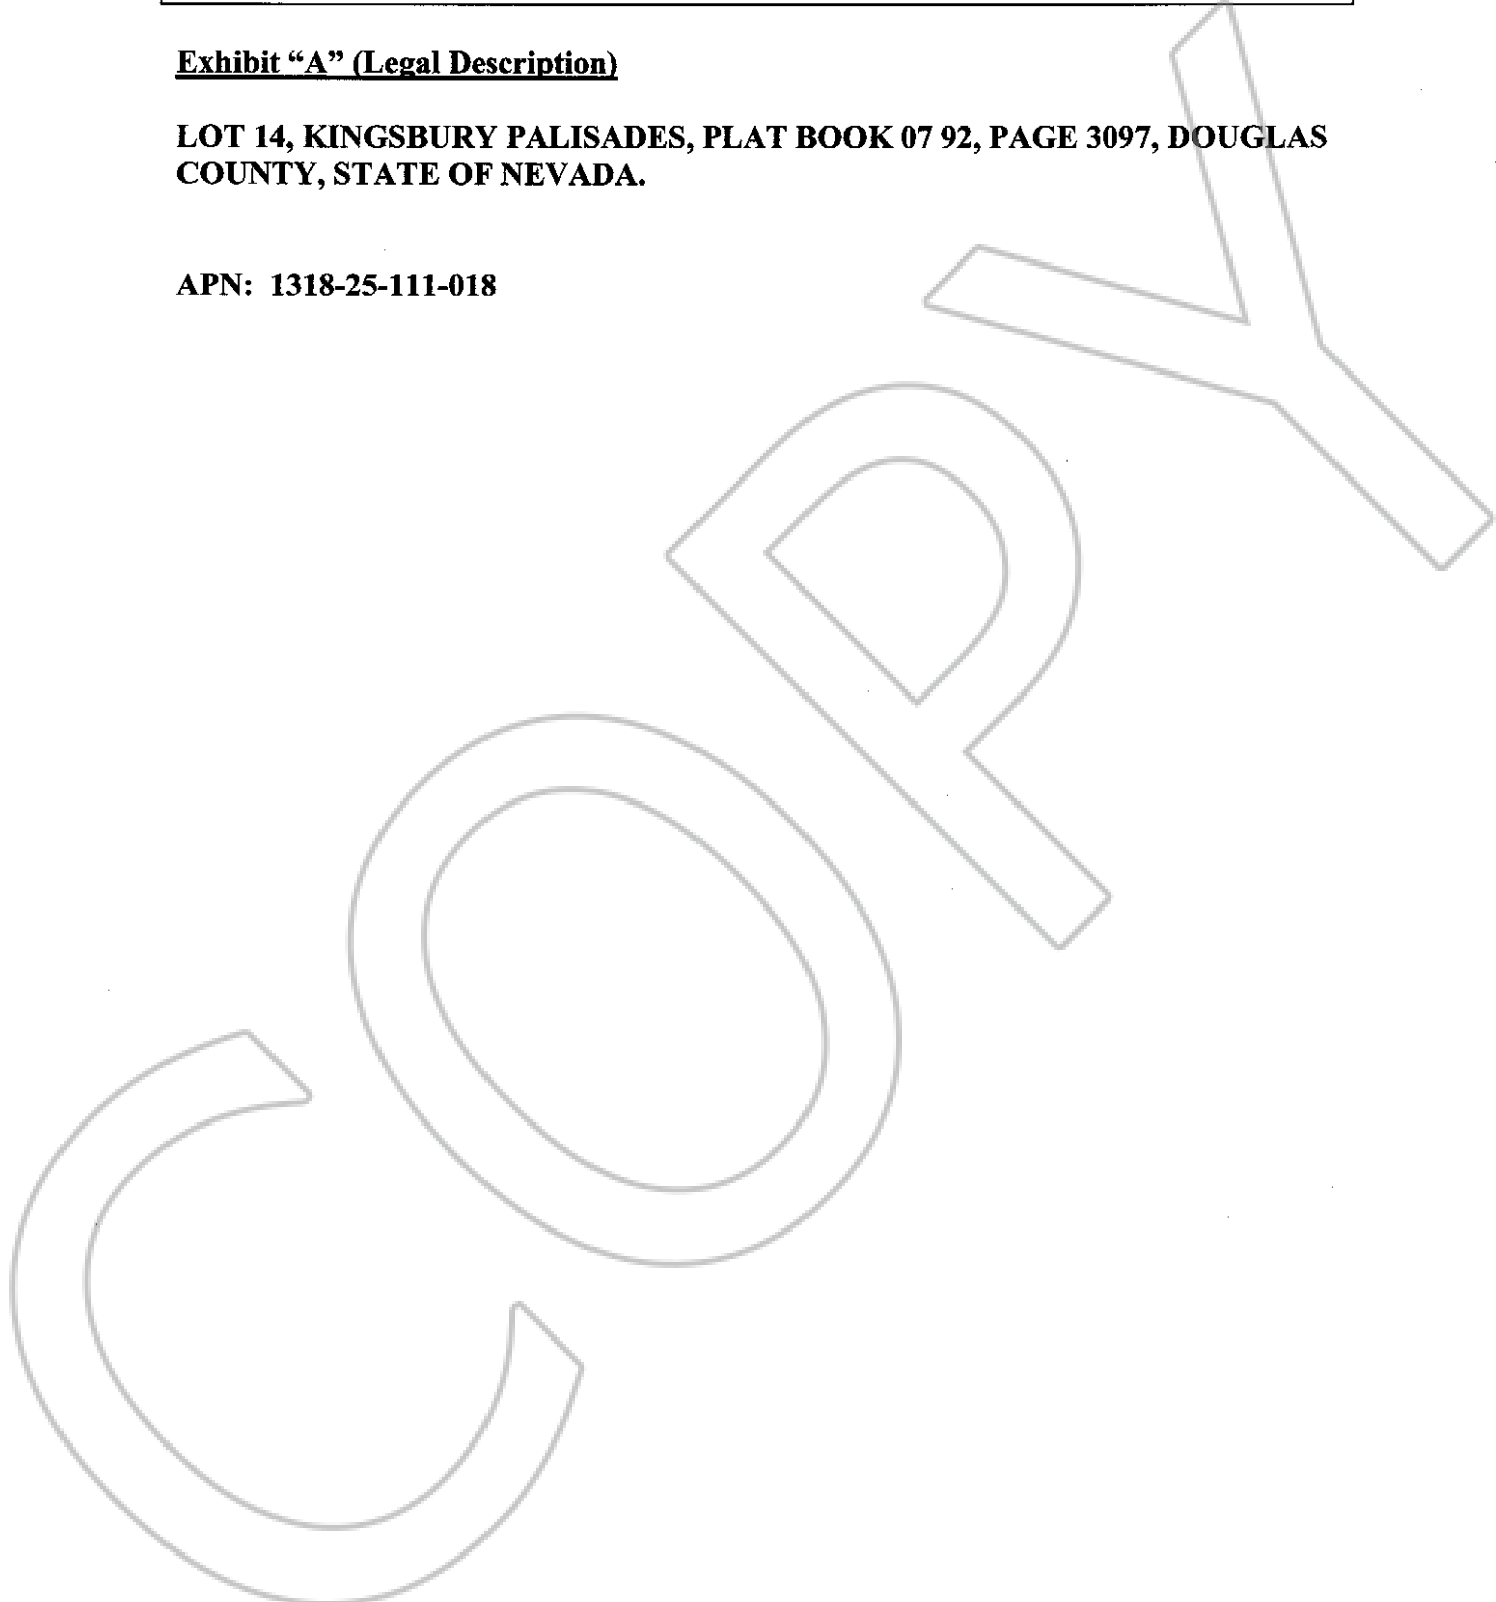 Exhibit “A” (Legal Description)
LOT 14, KINGSBURY PALISADES, PLAT BOOK 07 92, PAGE 3097, DOUGLAS
COUNTY, STATE OF NEVADA.
APN: 1318-25-111-018
COPY